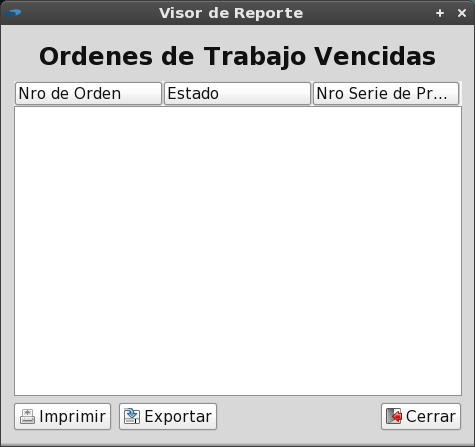 Visor de Reporte
Ordenes de Trabajo Vencidas
Nro de Orden Estado Nro Serie de Pr...
Imprimir Exportar Cerrar